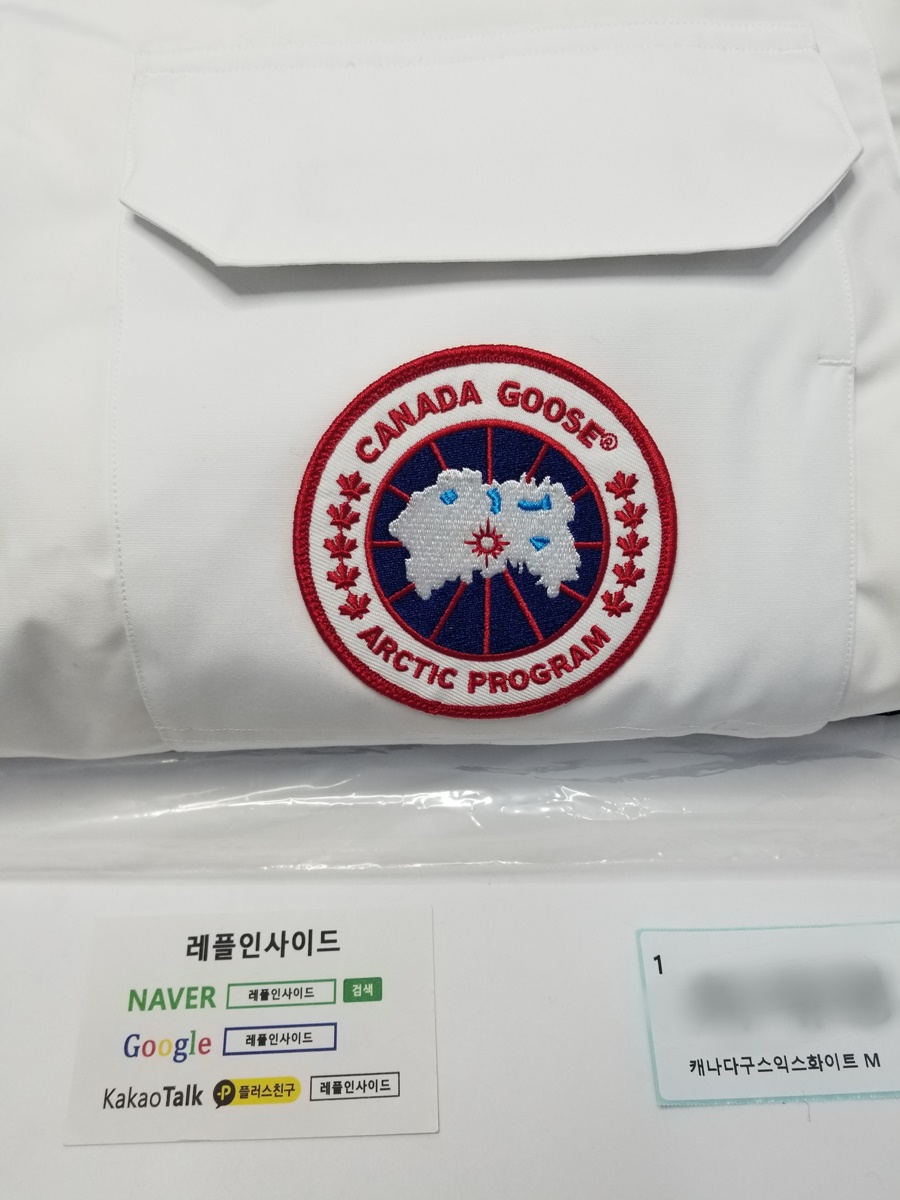 CANADA GOOSE®
ARCTIC PROGRAM
레플인사이드
NAVER 레플인사이드 검색
Google 레플인사이드
KakaoTalk P 플러스친구 레플인사이드
1
캐나다구스익스화이트 M